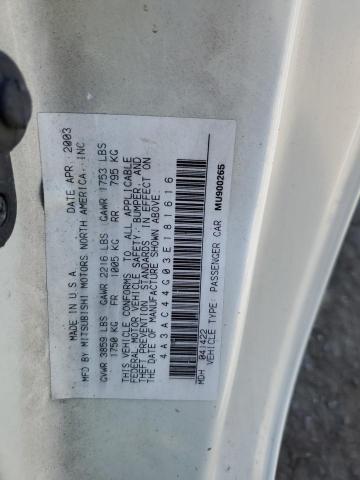 MADE IN U.S.A. DATE APR. 2003
MFD BY MITSUBISHI MOTORS NORTH AMERICA, INC
GVWR 3859 LBS GAWR 2216 LBS GAWR 1753 LBS
1750 KG FR 1005 KG RR 795 KG
THIS VEHICLE CONFORMS TO ALL APPLICABLE
FEDERAL MOTOR VEHICLE SAFETY, BUMPER, AND
THEFT PREVENTION STANDARDS IN EFFECT ON
THE DATE OF MANUFACTURE SHOWN ABOVE.
4A3AC44G03E181616
MDH 041422
VEHICLE TYPE: PASSENGER CAR MU900265